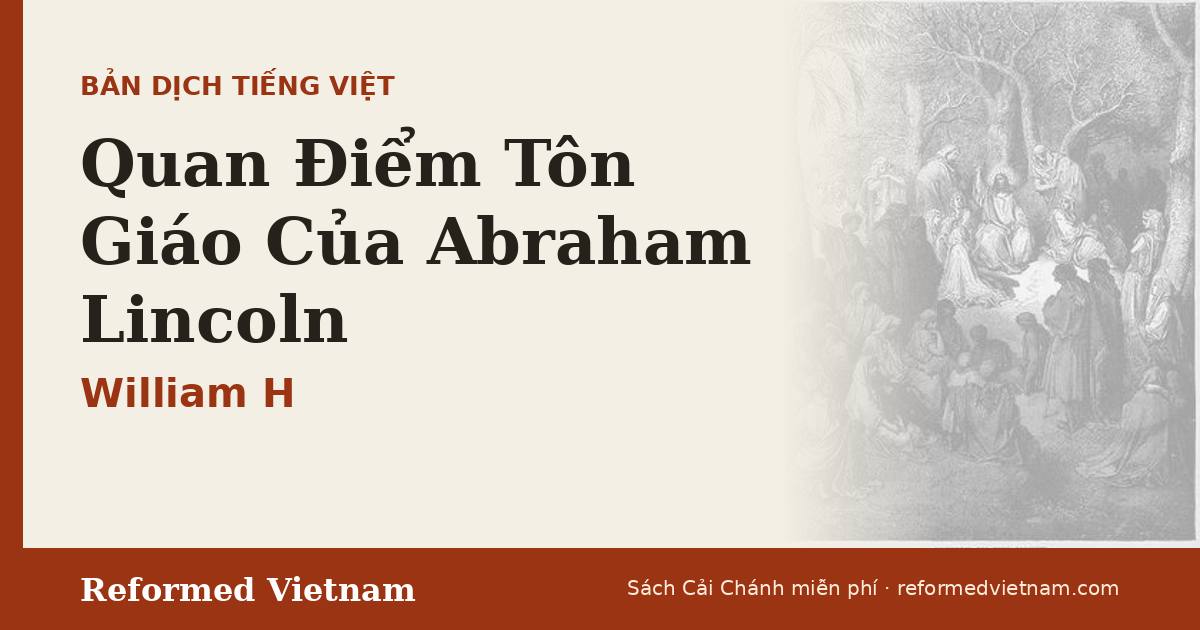 BẢN DỊCH TIẾNG VIỆT
Quan Điểm Tôn
Giáo Của Abraham
Lincoln
William H
Reformed Vietnam
Sách Cải Chánh miễn phí · reformedvietnam.com